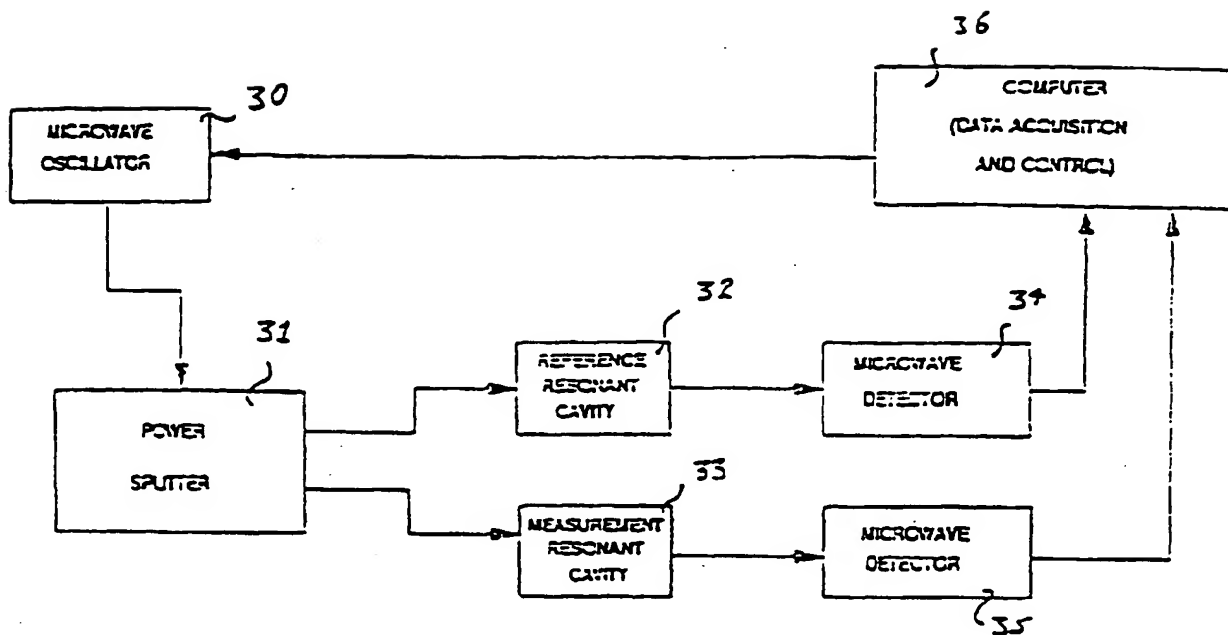 36
COMPUTER
(DATA ACQUISITION
AND CONTROL)
30
MICROWAVE
OSCILLATOR
31
POWER
SPLITTER
32
REFERENCE
RESONANT
CAVITY
34
MICROWAVE
DETECTOR
33
MEASUREMENT
RESONANT
CAVITY
MICROWAVE
DETECTOR
35